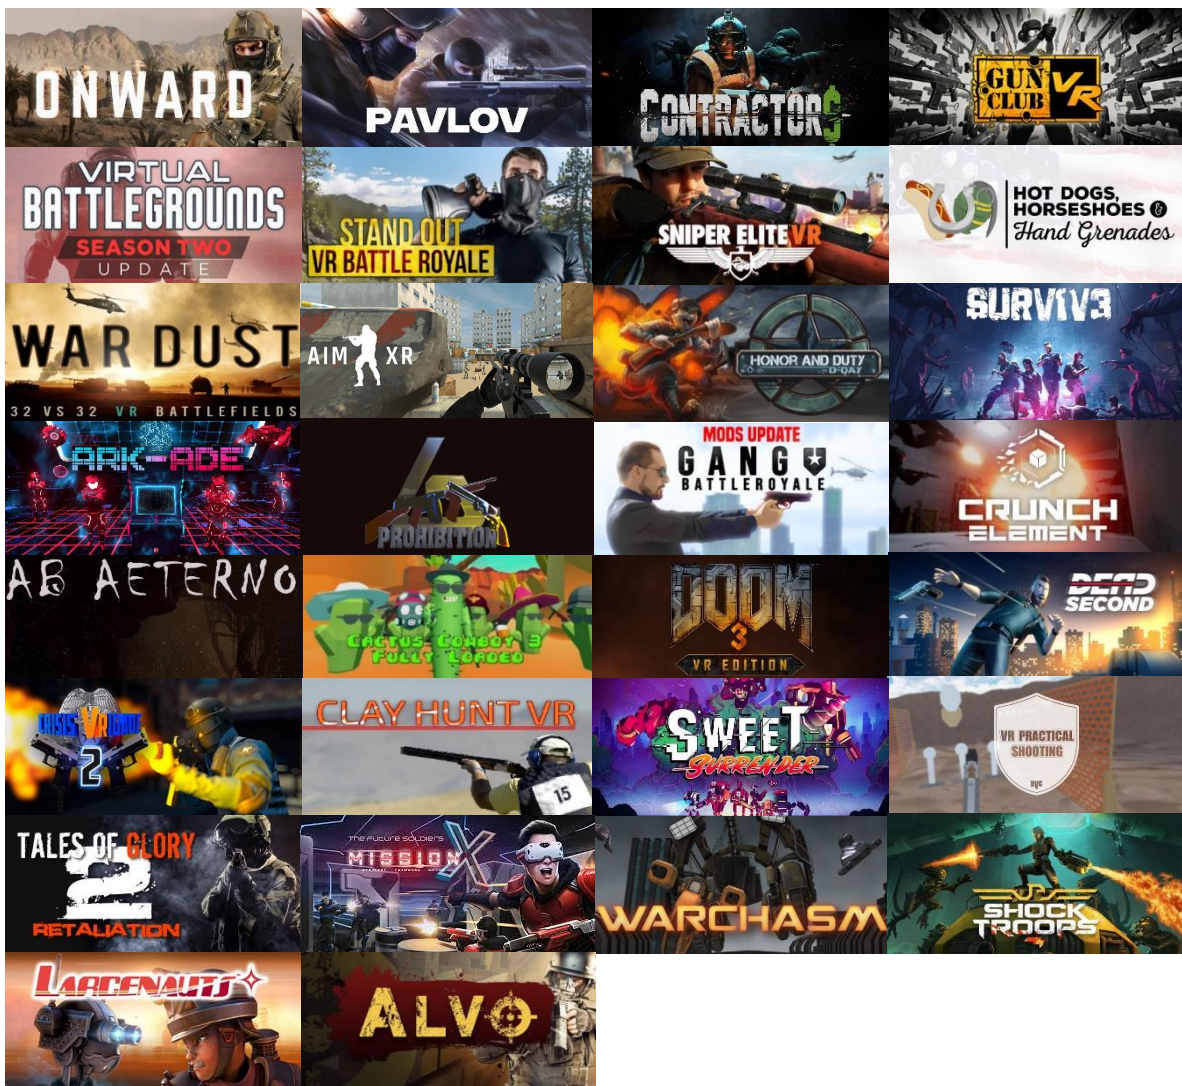 ONWARD
PAVLOV
CONTRACTOR$
GUN
CLUB
VR
VIRTUAL
BATTLEGROUNDS
SEASON TWO
UPDATE
STAND OUT
VR BATTLE ROYALE
SNIPER ELITE VR
HOT DOGS,
HORSESHOES &
Hand Grenades
WAR DUST
32 VS 32 VR BATTLEFIELDS
AIM XR
HONOR AND DUTY
D-DAY
SURV1V3
ARK-ADE
PROHIBITION
MODS UPDATE
GANG
BATTLEROYALE
CRUNCH
ELEMENT
AB AETERNO
CACTUS COWBOY 3
FULLY LOADED
DOOM
3
VR EDITION
DEAD
SECOND
CRISIS VRIGADE
2
CLAY HUNT VR
15
SWEET
SURRENDER
VR PRACTICAL
SHOOTING
TALES OF GLORY
2
RETALIATION
THE FUTURE SOLDIERS
MISSION X
WARCHASM
SHOCK
TROOPS
LARCENAUTS
ALVO